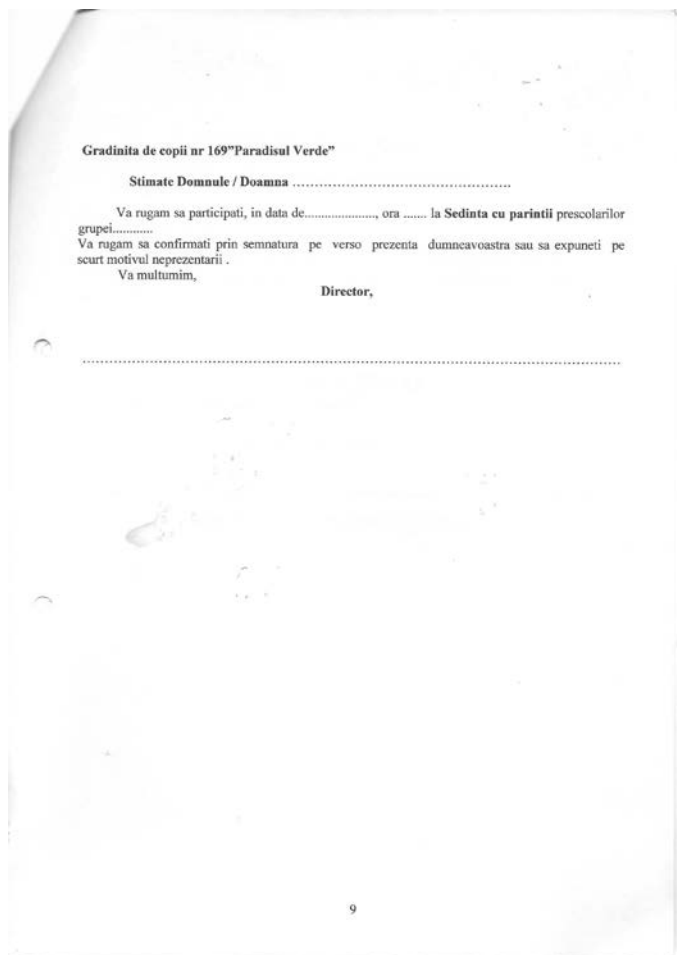 Gradinita de copii nr 169”Paradisul Verde”
Stimate Domnule / Doamna ..................................................
Va rugam sa participati, in data de......................, ora ....... la Sedinta cu parintii prescolarilor
grupei............
Va rugam sa confirmati prin semnatura pe verso prezenta dumneavoastra sau sa expuneti pe
scurt motivul neprezentarii .
Va multumim,
Director,
........................................................................................................................
9